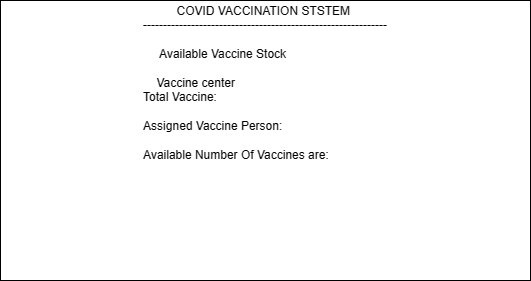 COVID VACCINATION STSTEM
-------------------------------------------------------------
Available Vaccine Stock
Vaccine center
Total Vaccine:
Assigned Vaccine Person:
Available Number Of Vaccines are: